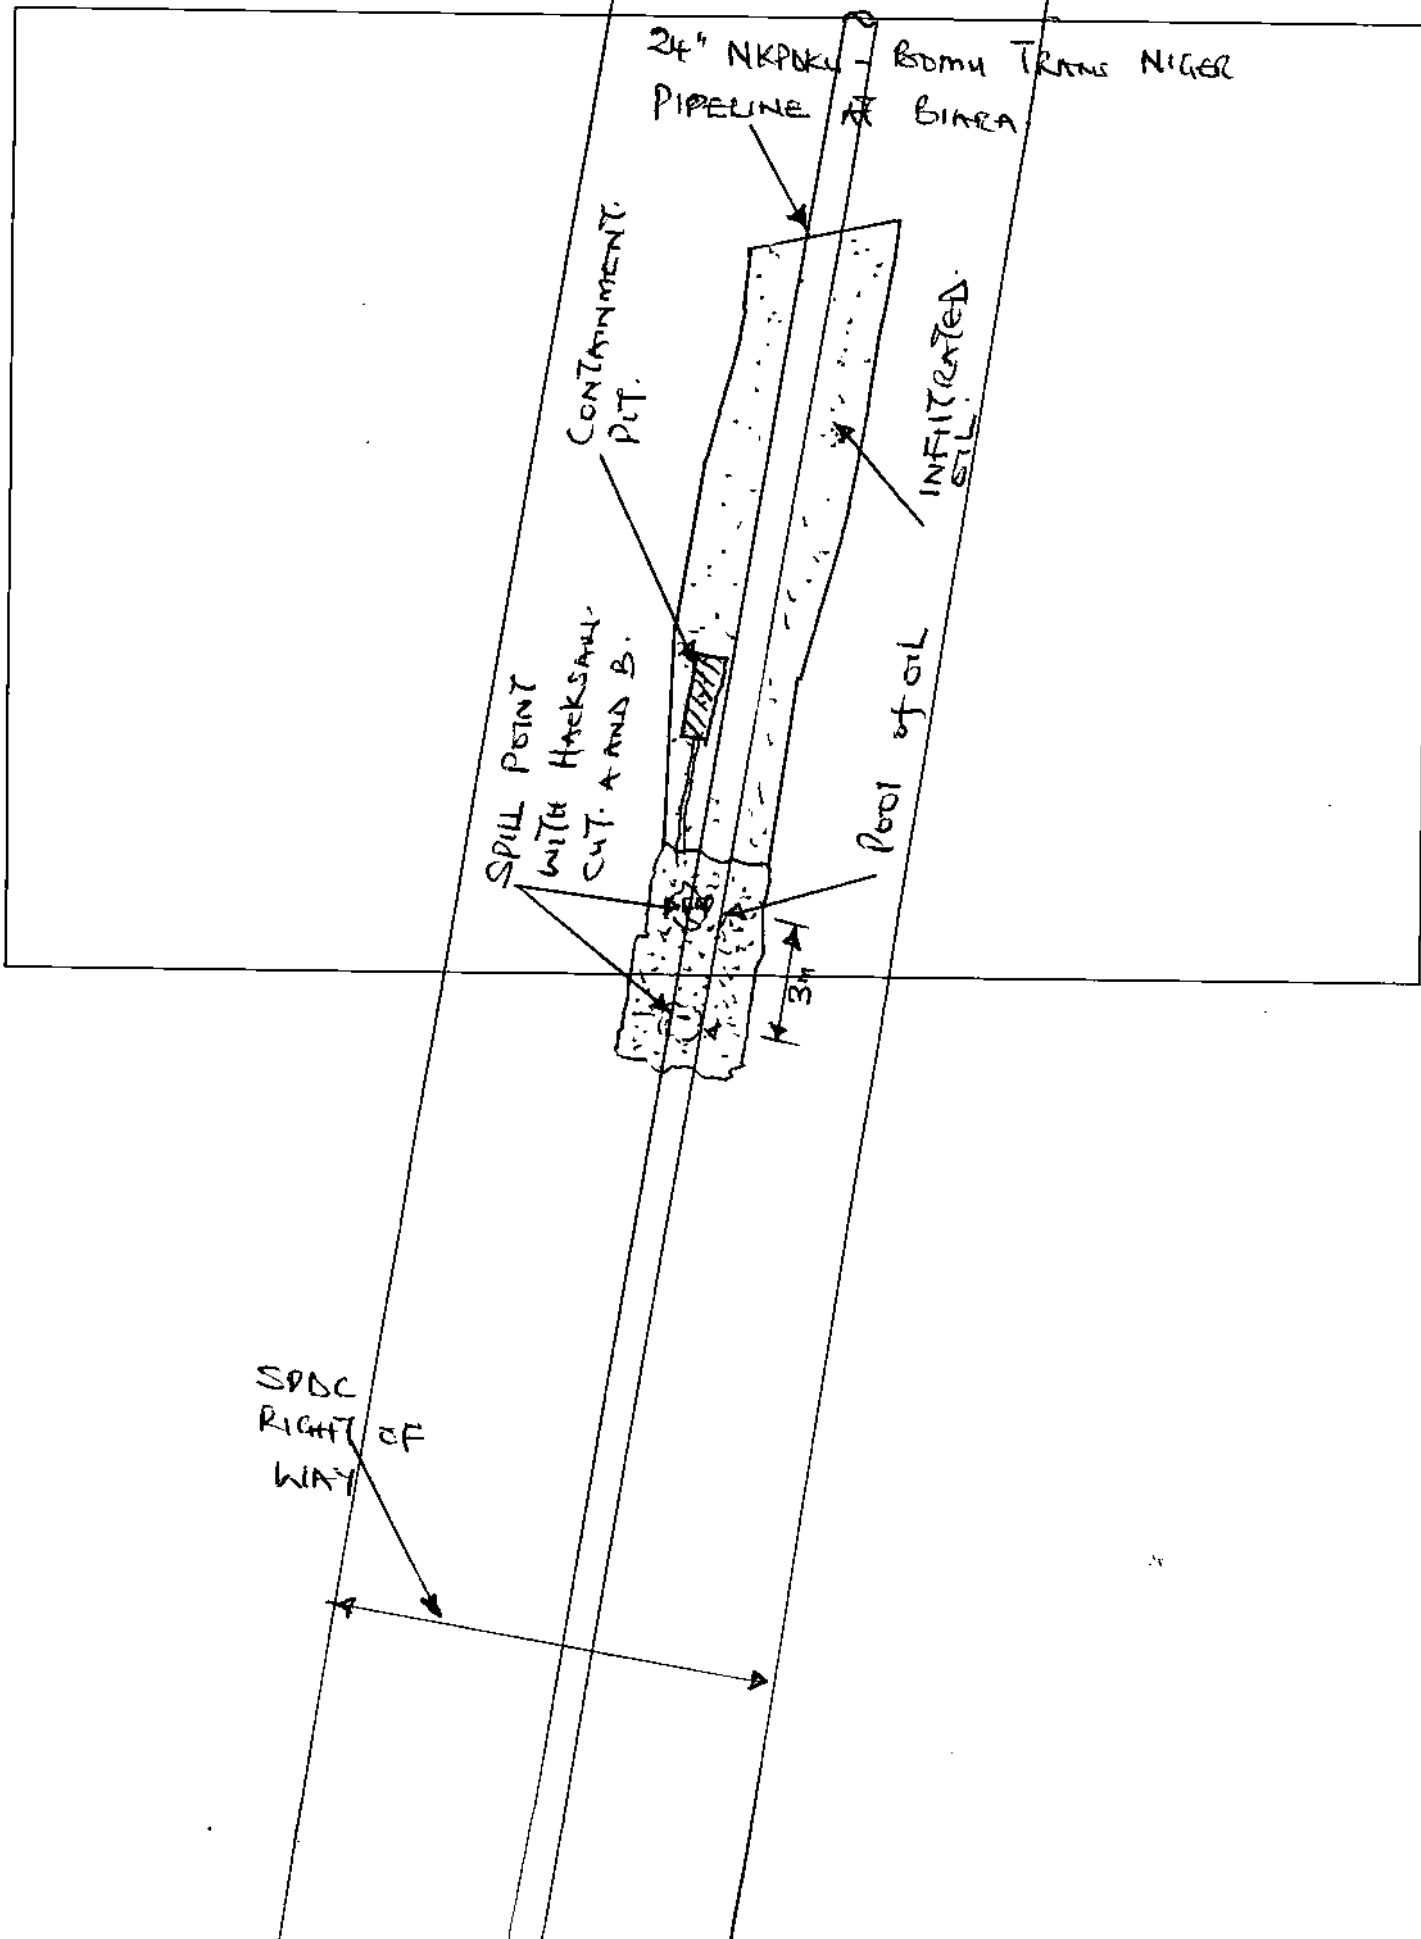 24" NKPOKU - BOMU TRANS NIGER
PIPELINE AT BIARA
CONTAINMENT.
PIT.
INFILTRATED.
OIL.
SPILL POINT
WITH HACKSAW.
CUT. A AND B.
POOL of OIL
B
3m
A
SPDC
RIGHT OF
WAY